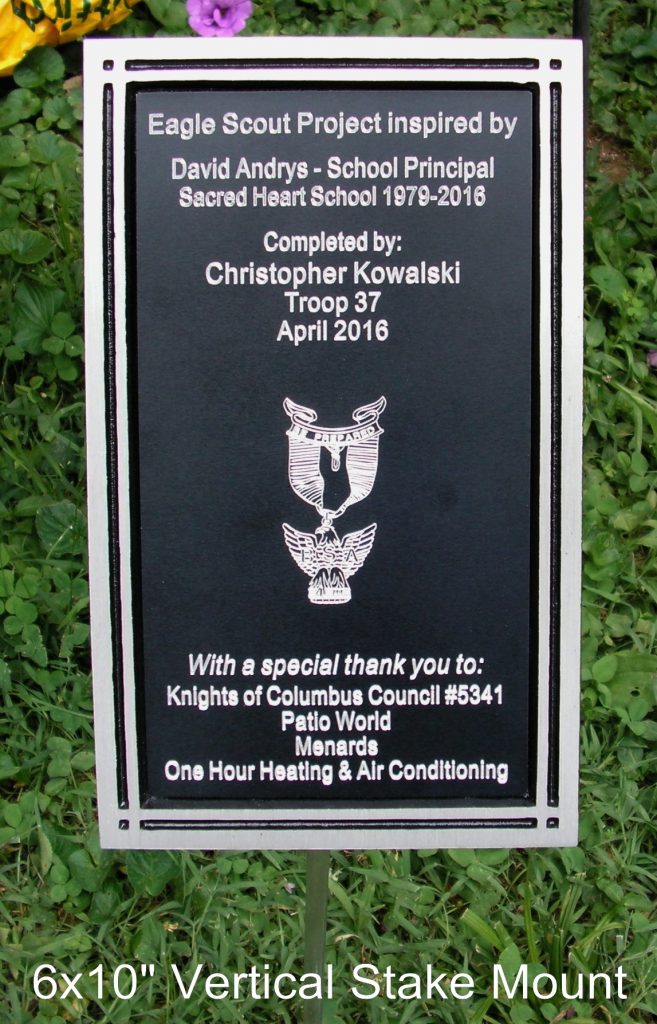 Eagle Scout Project inspired by
David Andrys - School Principal
Sacred Heart School 1979-2016
Completed by:
Christopher Kowalski
Troop 37
April 2016
BE PREPARED
BSA
With a special thank you to:
Knights of Columbus Council #5341
Patio World
Menards
One Hour Heating & Air Conditioning
6x10" Vertical Stake Mount